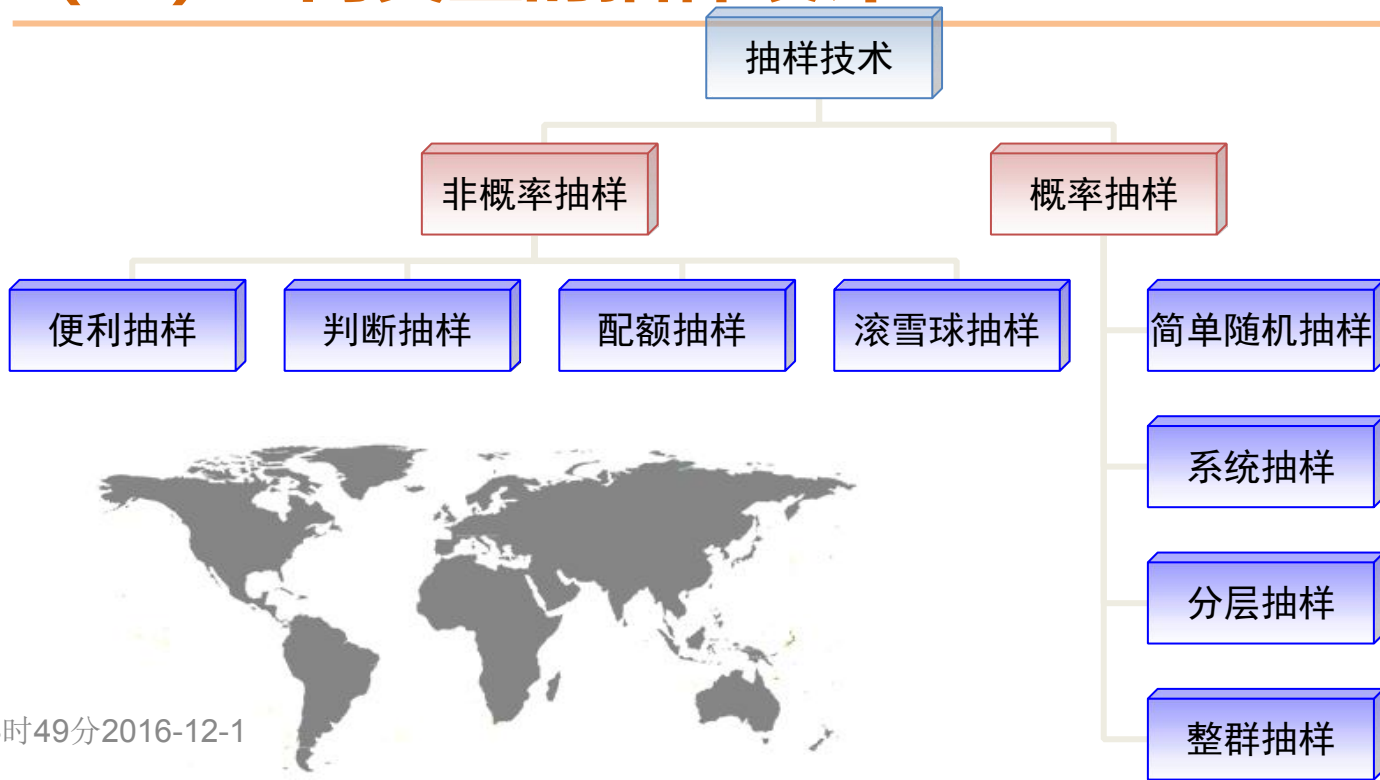 抽样技术
非概率抽样
概率抽样
便利抽样
判断抽样
配额抽样
滚雪球抽样
简单随机抽样
系统抽样
分层抽样
整群抽样
时49分2016-12-1